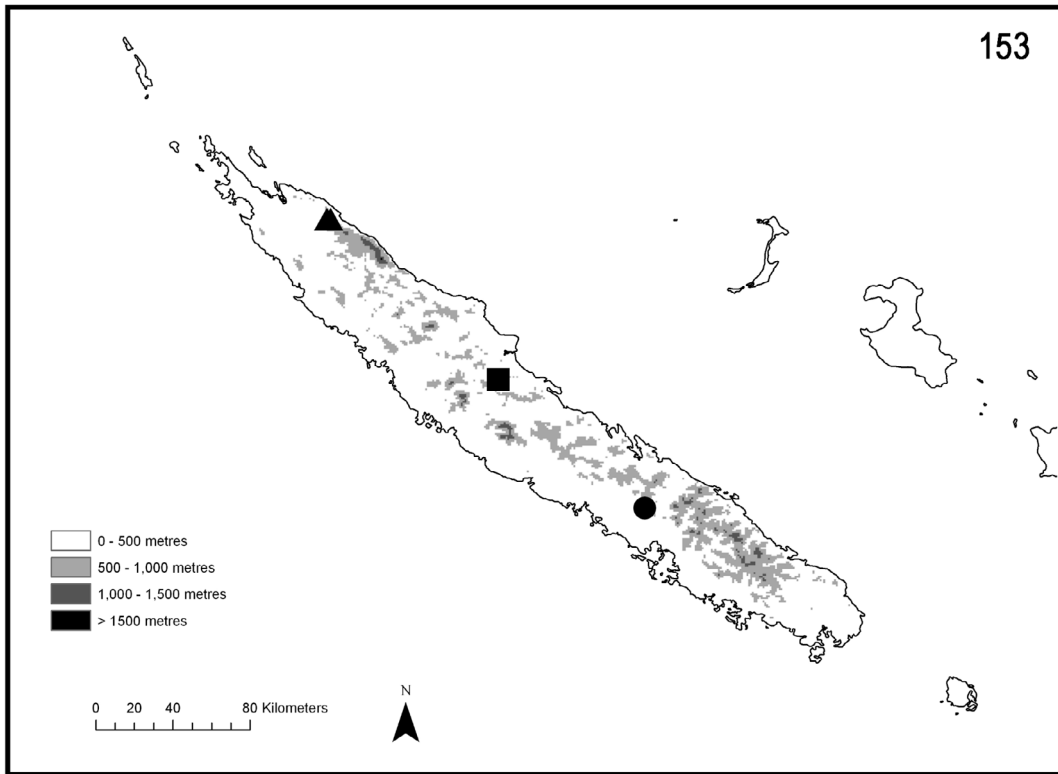 153
0 - 500 metres
500 - 1,000 metres
1,000 - 1,500 metres
> 1500 metres
0 20 40 80 Kilometers
N